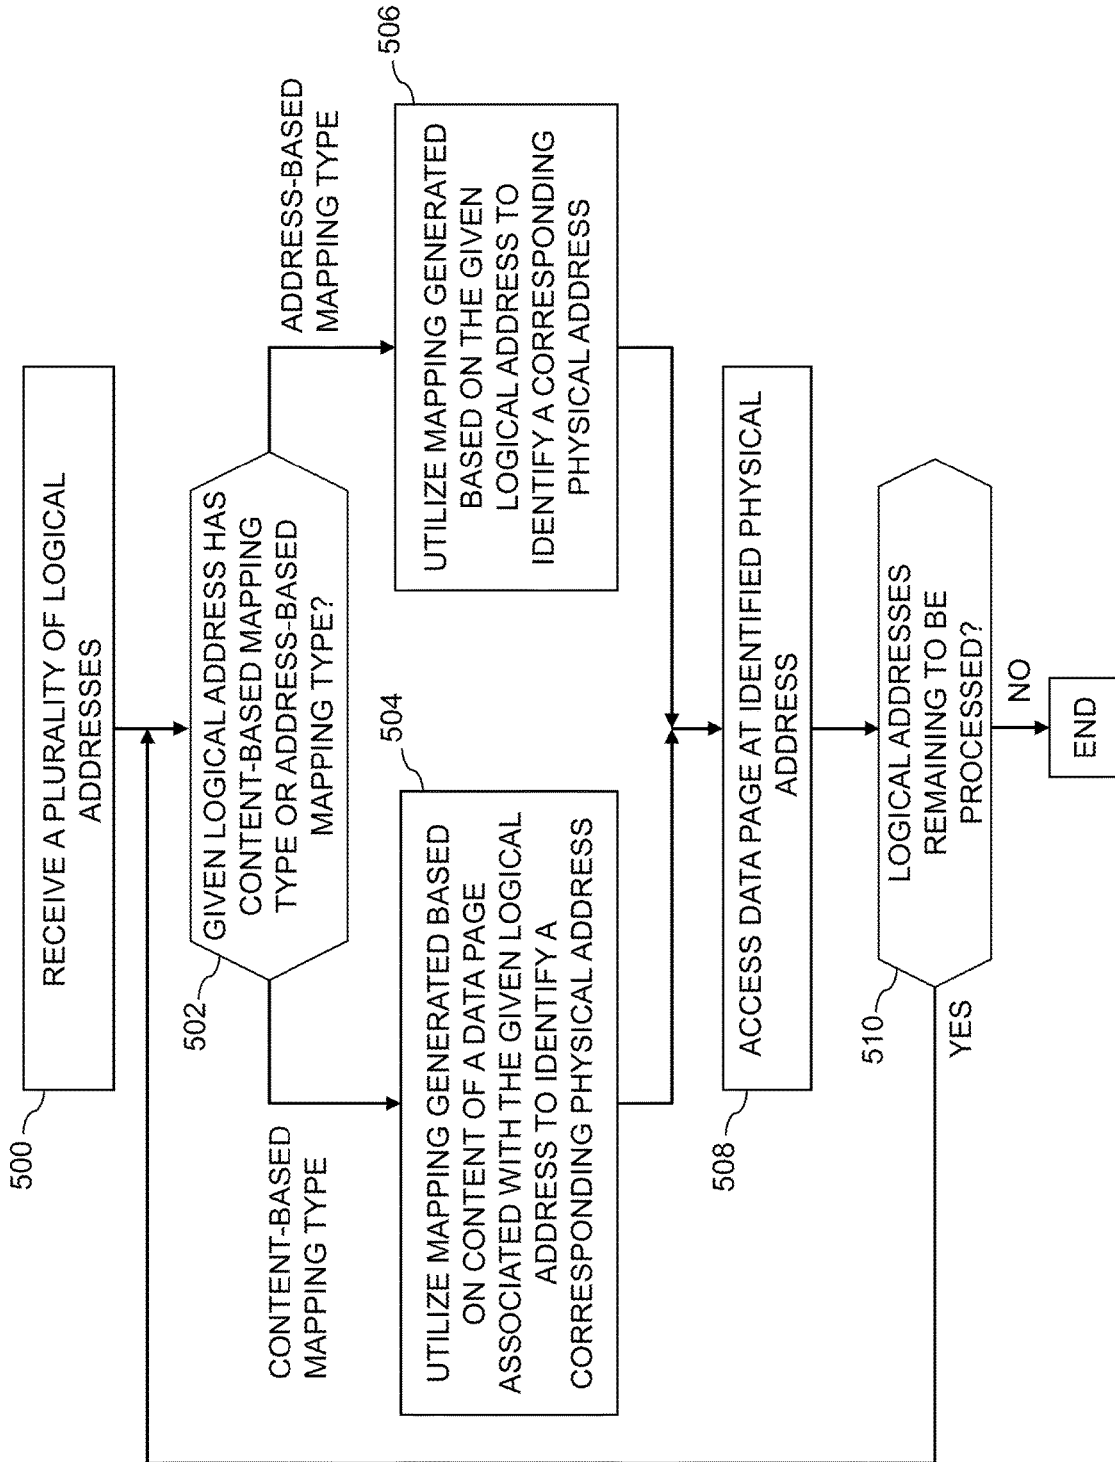 500
RECEIVE A PLURALITY OF LOGICAL
ADDRESSES
502
GIVEN LOGICAL ADDRESS HAS
CONTENT-BASED MAPPING
TYPE OR ADDRESS-BASED
MAPPING TYPE?
CONTENT-BASED
MAPPING TYPE
ADDRESS-BASED
MAPPING TYPE
504
UTILIZE MAPPING GENERATED BASED
ON CONTENT OF A DATA PAGE
ASSOCIATED WITH THE GIVEN LOGICAL
ADDRESS TO IDENTIFY A
CORRESPONDING PHYSICAL ADDRESS
506
UTILIZE MAPPING GENERATED
BASED ON THE GIVEN
LOGICAL ADDRESS TO
IDENTIFY A CORRESPONDING
PHYSICAL ADDRESS
508
ACCESS DATA PAGE AT IDENTIFIED PHYSICAL
ADDRESS
510
LOGICAL ADDRESSES
REMAINING TO BE
PROCESSED?
YES
NO
END